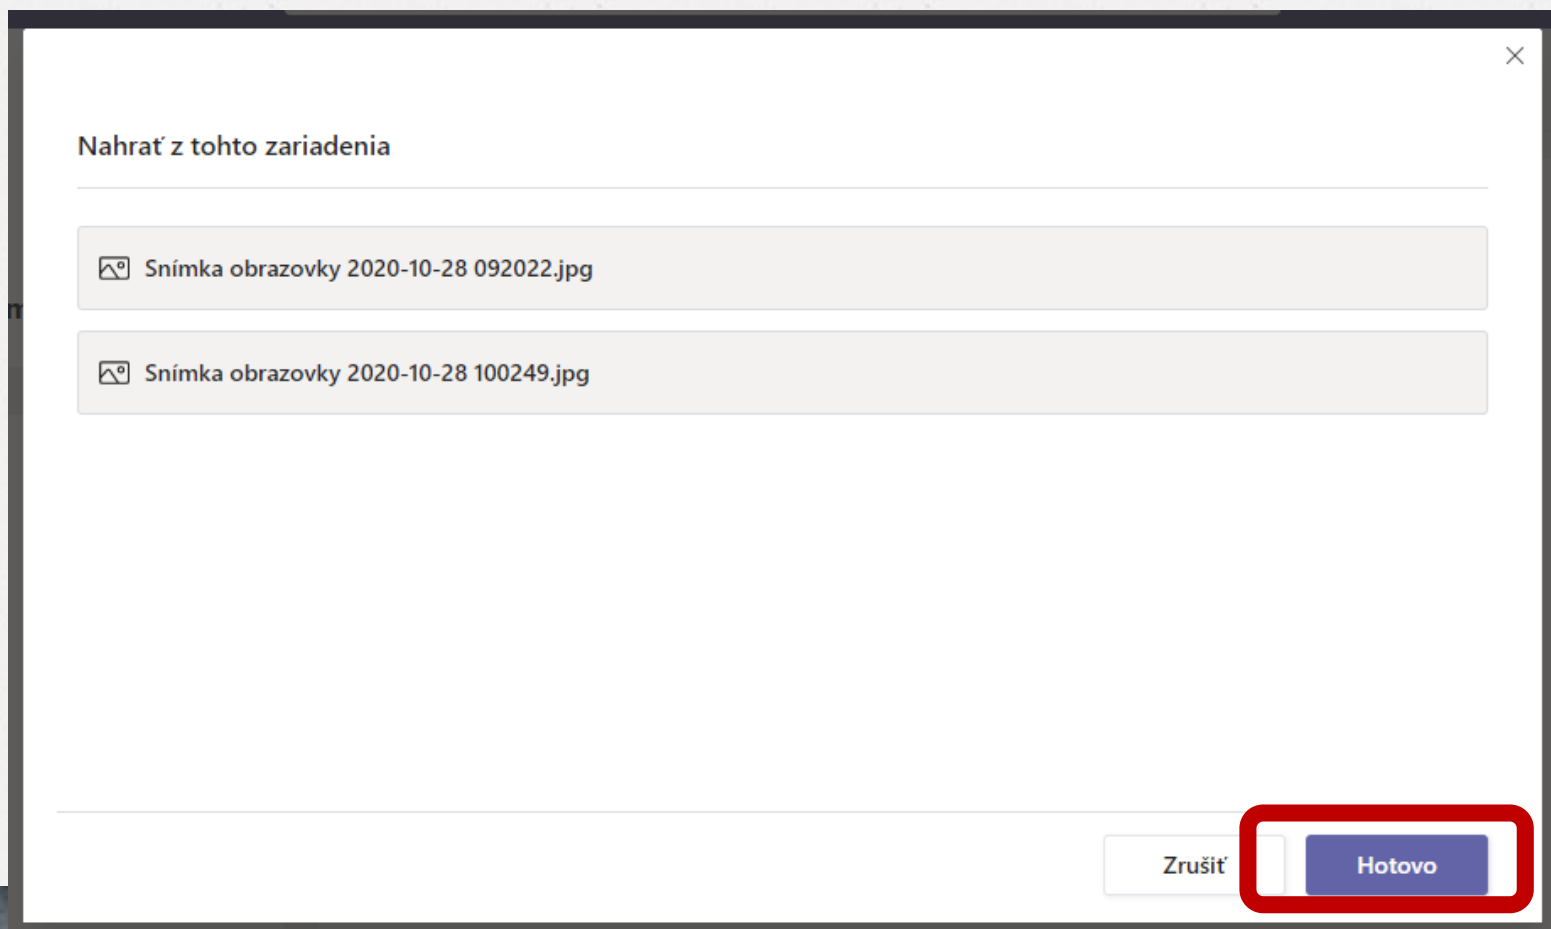 Nahrať z tohto zariadenia
Snímka obrazovky 2020-10-28 092022.jpg
Snímka obrazovky 2020-10-28 100249.jpg
Zrušiť
Hotovo